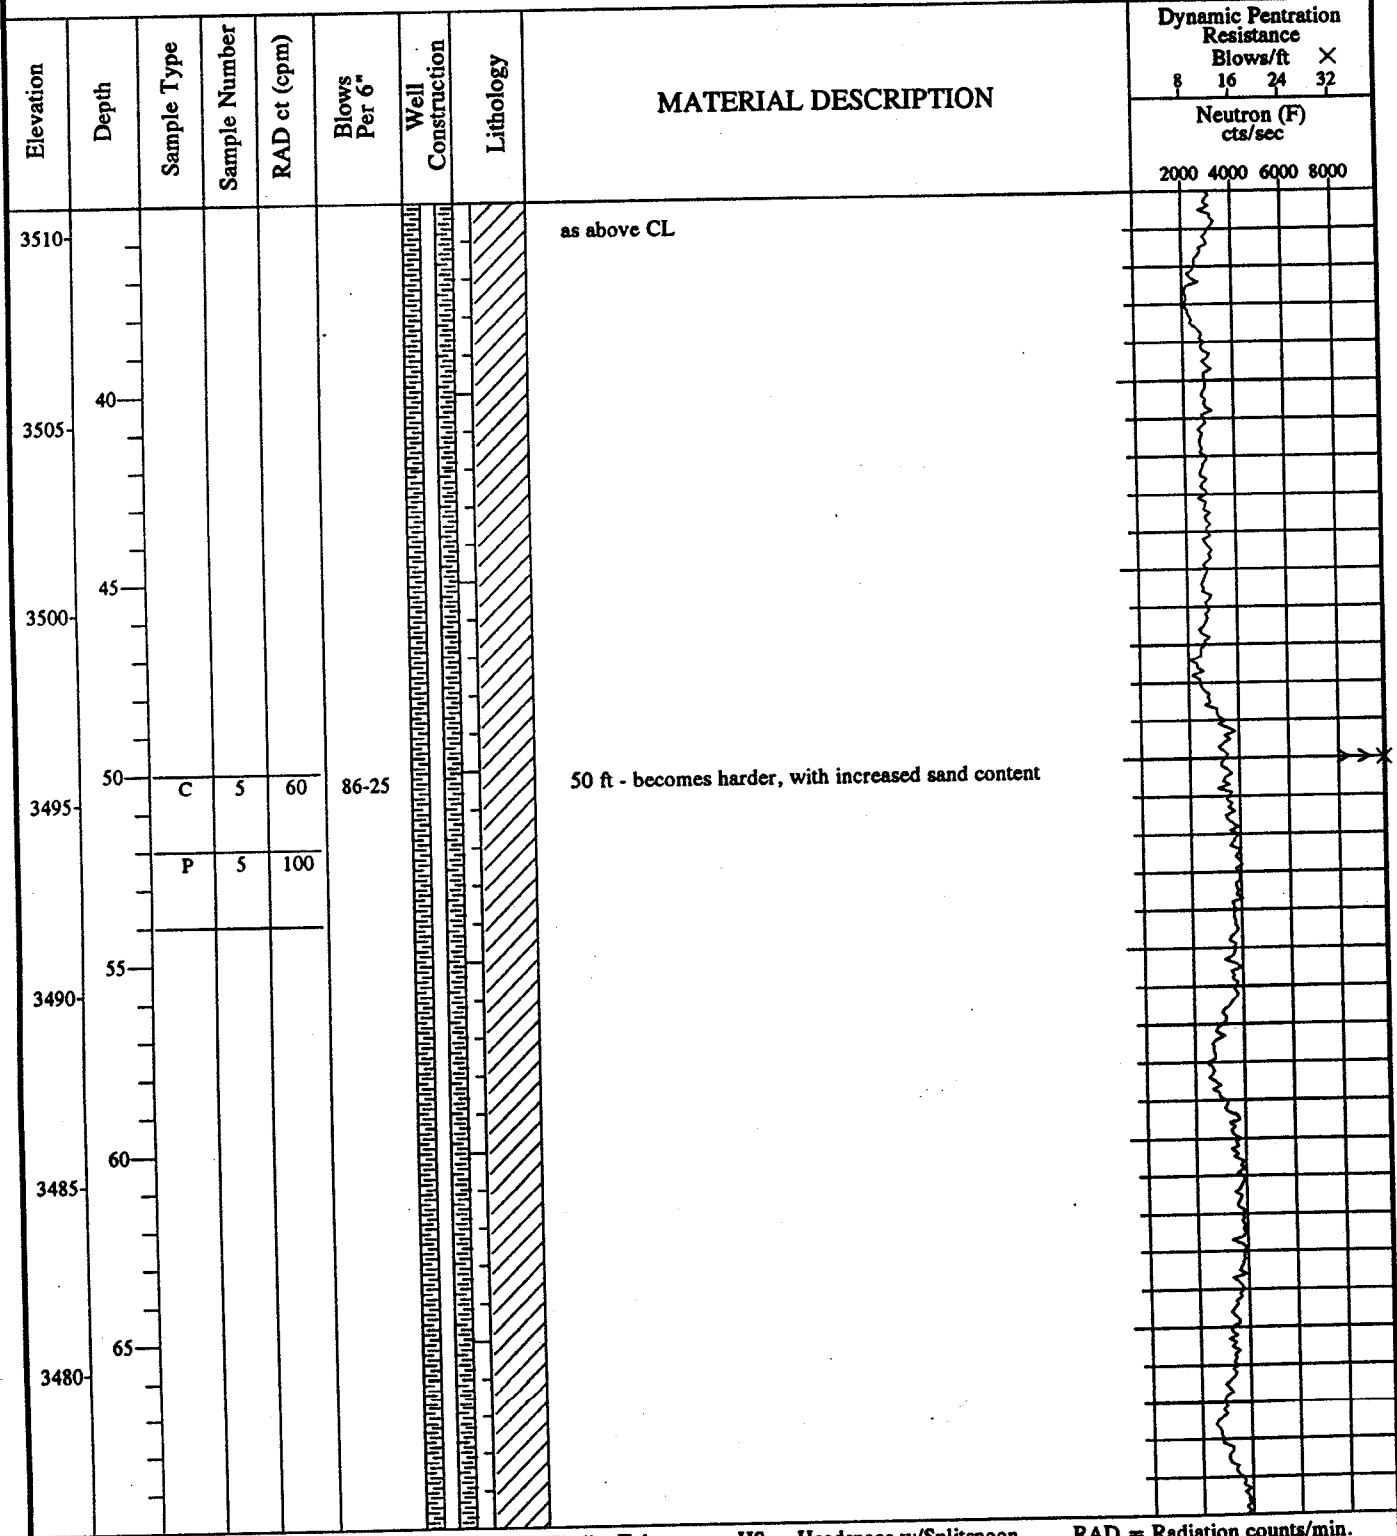 Elevation
Depth
Sample Type
Sample Number
RAD ct (cpm)
Blows
Per 6"
Well
Construction
Lithology
MATERIAL DESCRIPTION
Dynamic Pentration
Resistance
Blows/ft X
8 16 24 32
Neutron (F)
cts/sec
2000 4000 6000 8000
3510
as above CL
40
3505
45
3500
50
C 5 60 86-25
50 ft - becomes harder, with increased sand content
3495
P 5 100
55
3490
60
3485
65
3480
HS Headspace w/Splitspoon RAD = Radiation counts/min.